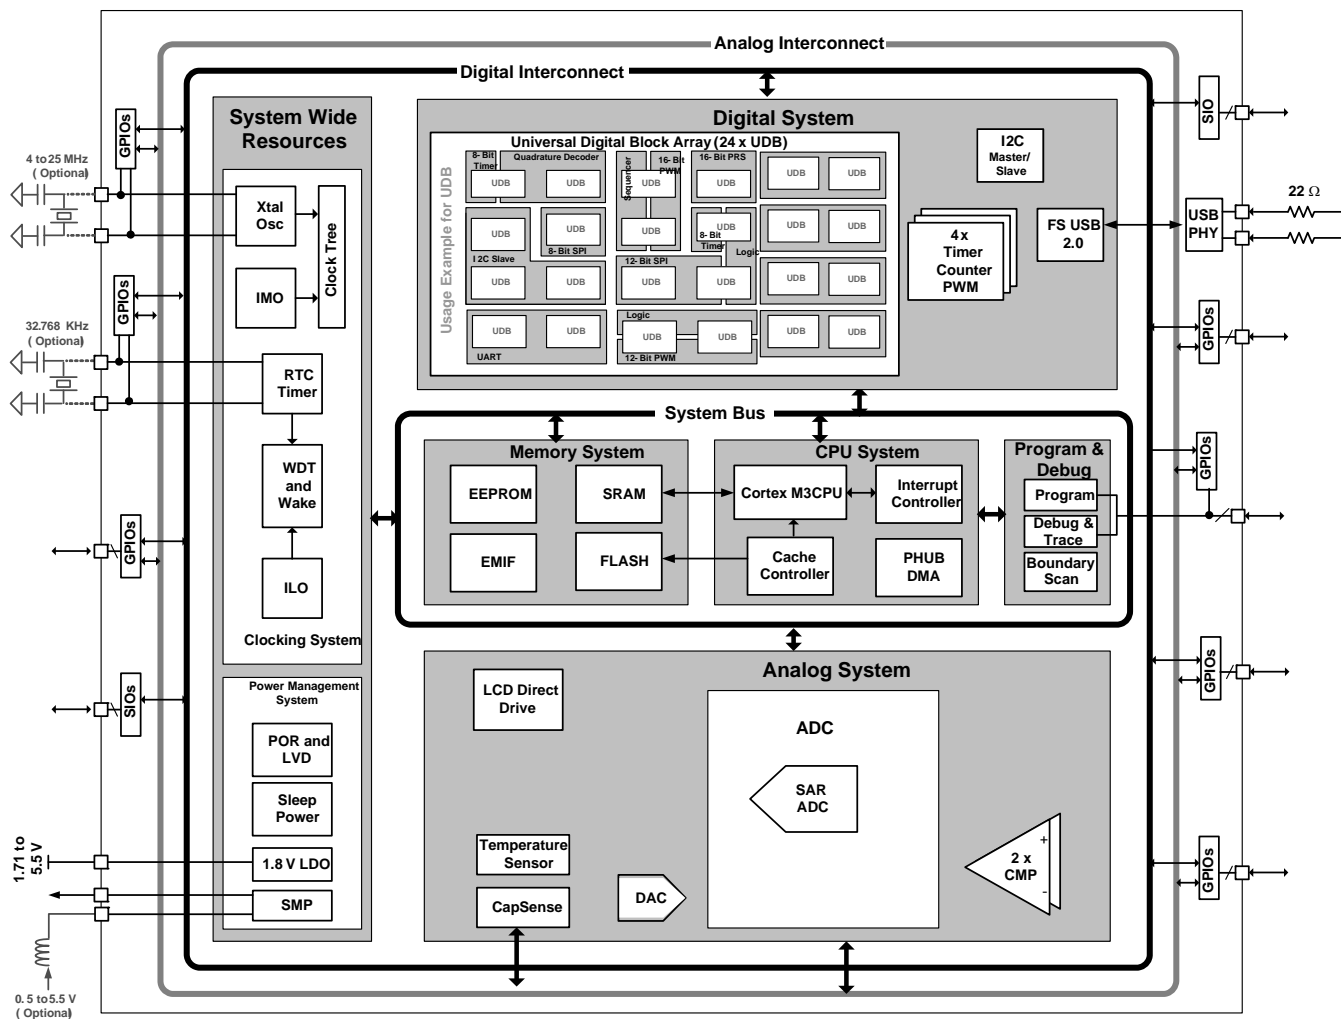 Analog Interconnect
Digital Interconnect
System Wide
Resources
4 to 25 MHz
( Optional)
GPIOs
Xtal
Osc
Clock Tree
IMO
32.768 KHz
( Optional)
GPIOs
RTC
Timer
WDT
and
Wake
ILO
Clocking System
GPIOs
SIOs
Power Management
System
POR and
LVD
Sleep
Power
1.71 to
5.5 V
1.8 V LDO
SMP
0. 5 to 5.5 V
( Optional)
Digital System
Universal Digital Block Array (24 x UDB)
Usage Example for UDB
8- Bit
Timer
Quadrature Decoder
Sequencer
16- Bit
PWM
16- Bit PRS
UDB
UDB
UDB
UDB
UDB
UDB
UDB
UDB
UDB
UDB
UDB
UDB
8- Bit
Timer
Logic
I 2C Slave
8- Bit SPI
12- Bit SPI
UDB
UDB
UDB
UDB
UDB
UDB
Logic
UDB
UDB
UDB
UDB
UDB
UDB
UART
12- Bit PWM
I2C
Master/
Slave
4 x
Timer
Counter
PWM
FS USB
2.0
USB
PHY
22 Ω
SIO
GPIOs
System Bus
Memory System
EEPROM
SRAM
EMIF
FLASH
CPU System
Cortex M3CPU
Interrupt
Controller
Cache
Controller
PHUB
DMA
Program &
Debug
Program
Debug &
Trace
Boundary
Scan
GPIOs
Analog System
LCD Direct
Drive
ADC
SAR
ADC
Temperature
Sensor
CapSense
DAC
+
2 x
CMP
-
GPIOs
GPIOs